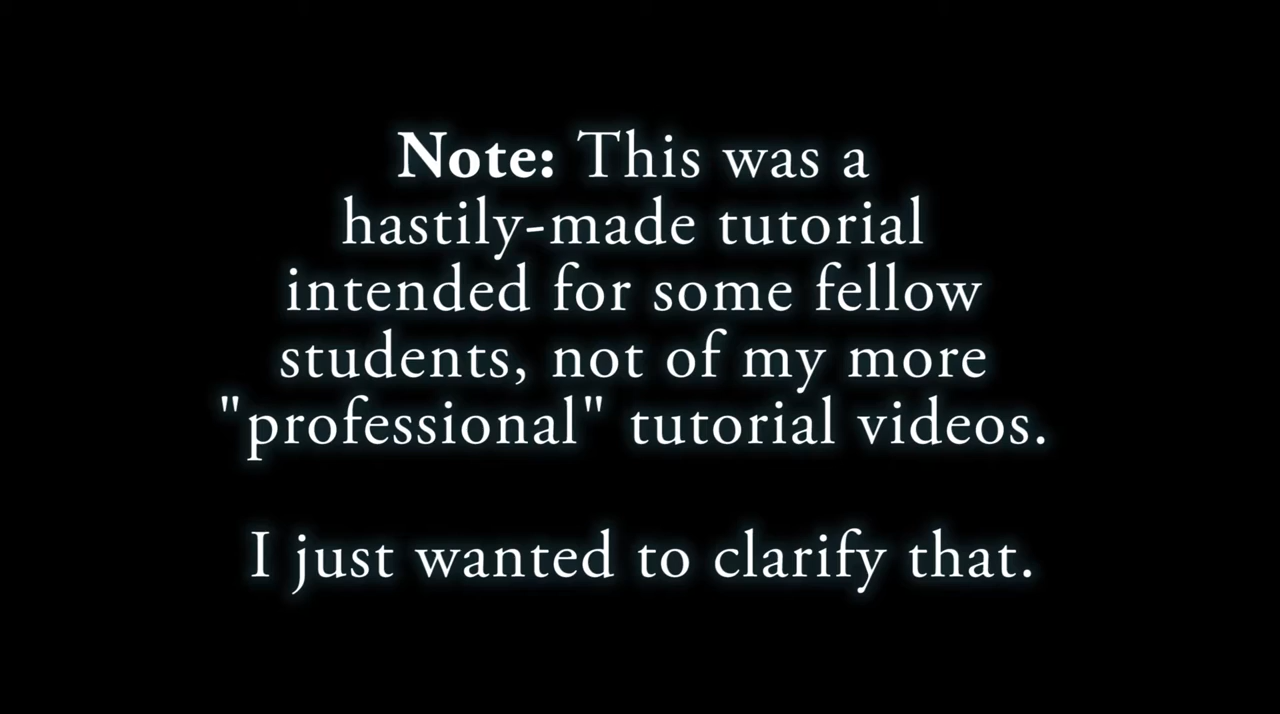 Note: This was a
hastily-made tutorial
intended for some fellow
students, not of my more
"professional" tutorial videos.
I just wanted to clarify that.